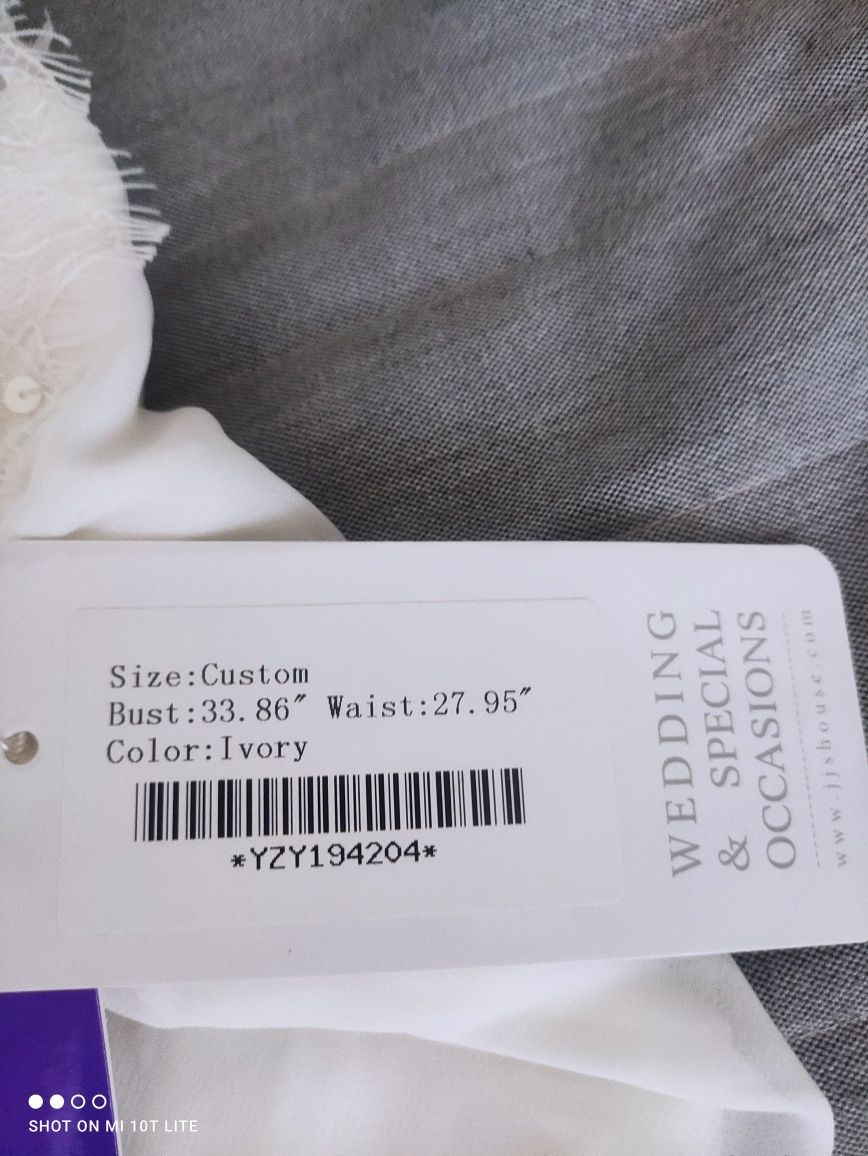 Size:Custom
Bust:33.86″ Waist:27.95″
Color:Ivory
*YZY194204*
WEDDING
& SPECIAL
OCCASIONS
www.jjshouse.com
SHOT ON MI 10T LITE